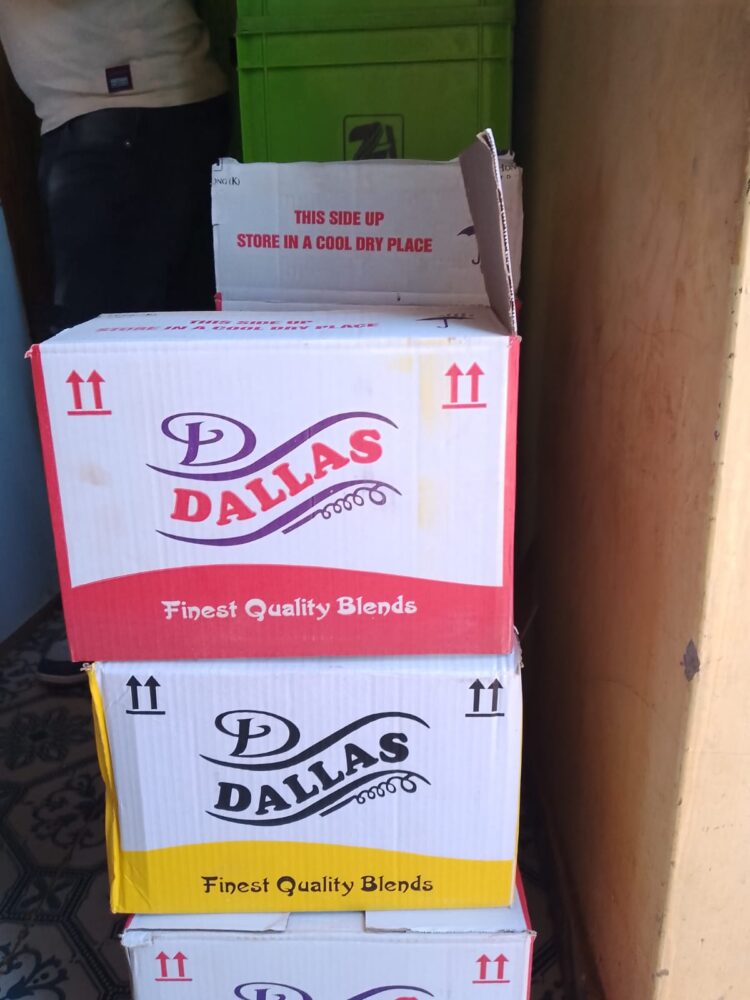 ONG (K)
THIS SIDE UP
STORE IN A COOL DRY PLACE
THIS SIDE UP
STORE IN A COOL DRY PLACE
D
DALLAS
Finest Quality Blends
D
DALLAS
Finest Quality Blends